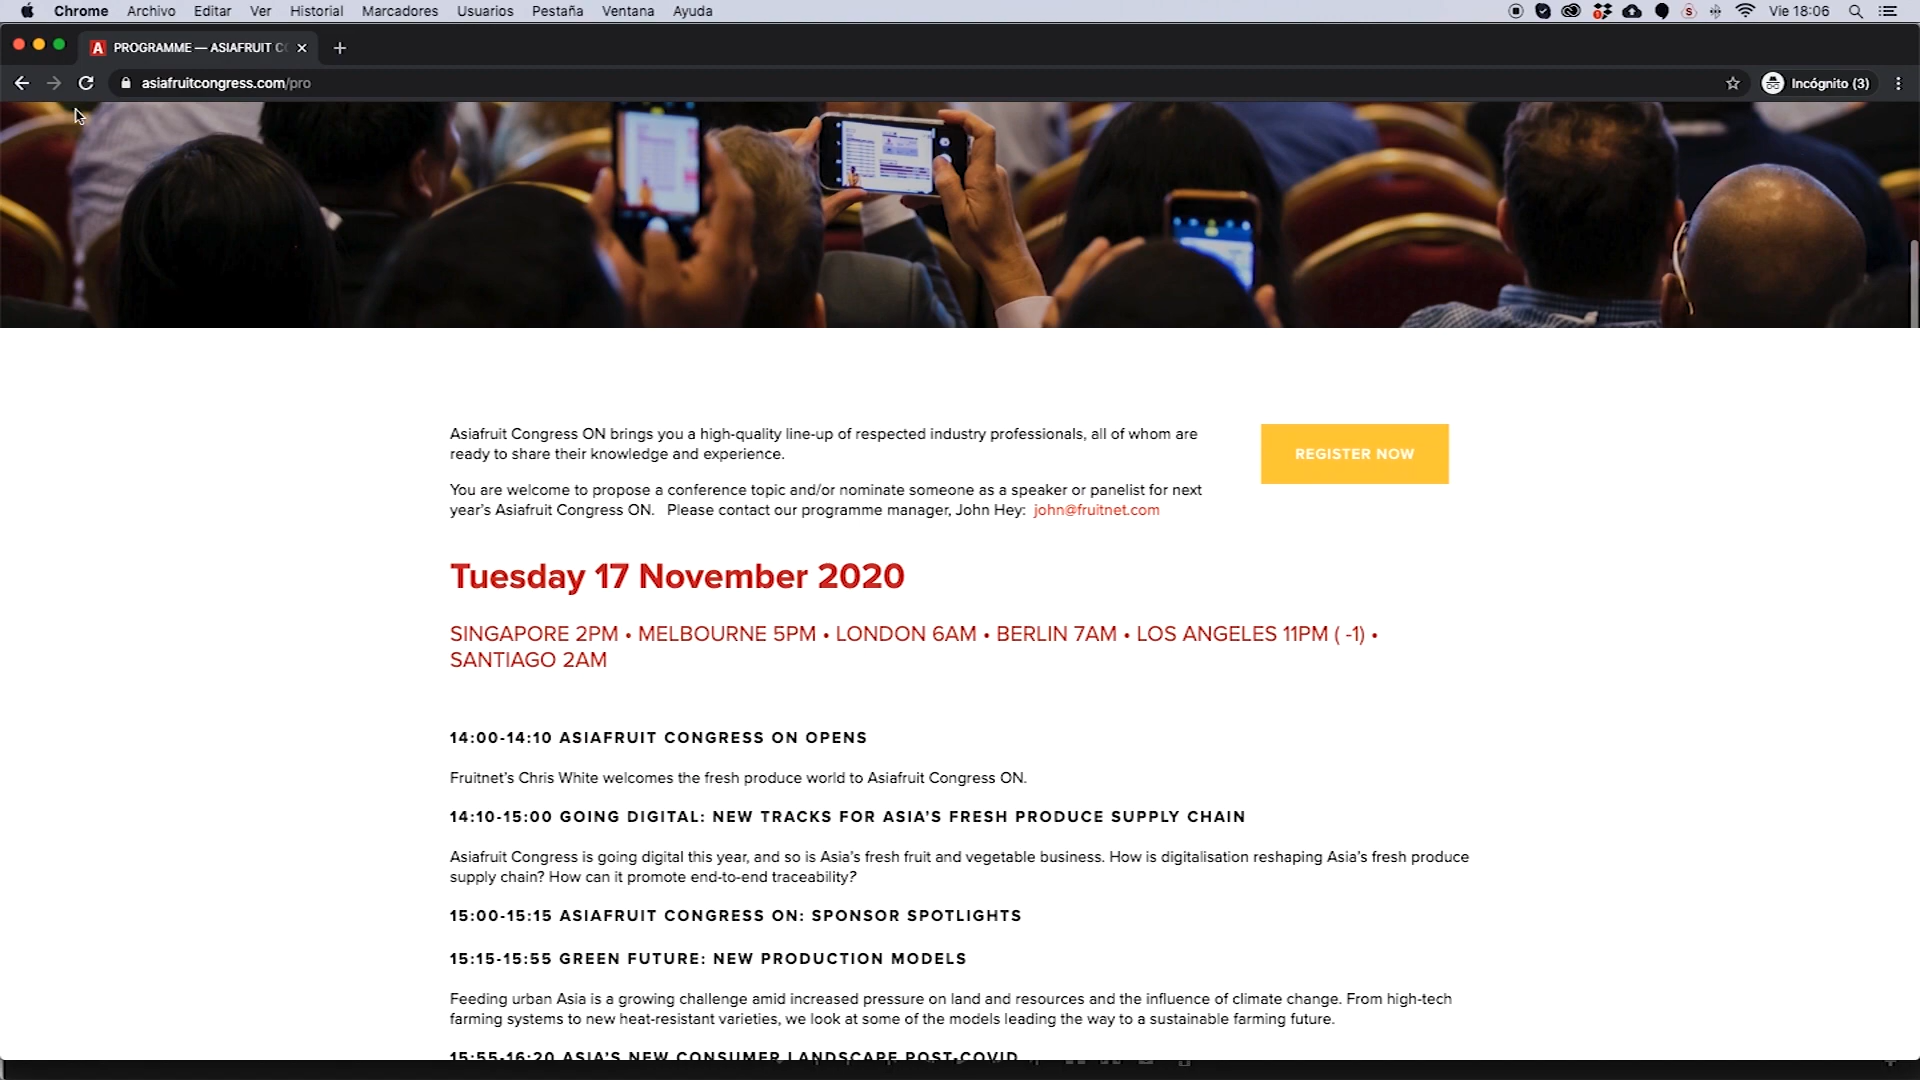 Chrome Archivo Editar Ver Historial Marcadores Usuarios Pestaña Ventana Ayuda Vie 18:06
PROGRAMME — ASIAFRUIT C
asiafruitcongress.com/pro Incógnito (3)
Asiafruit Congress ON brings you a high-quality line-up of respected industry professionals, all of whom are
ready to share their knowledge and experience.
REGISTER NOW
You are welcome to propose a conference topic and/or nominate someone as a speaker or panelist for next
year's Asiafruit Congress ON. Please contact our programme manager, John Hey: john@fruitnet.com
Tuesday 17 November 2020
SINGAPORE 2PM • MELBOURNE 5PM • LONDON 6AM • BERLIN 7AM • LOS ANGELES 11PM ( -1) •
SANTIAGO 2AM
14:00-14:10 ASIAFRUIT CONGRESS ON OPENS
Fruitnet's Chris White welcomes the fresh produce world to Asiafruit Congress ON.
14:10-15:00 GOING DIGITAL: NEW TRACKS FOR ASIA'S FRESH PRODUCE SUPPLY CHAIN
Asiafruit Congress is going digital this year, and so is Asia's fresh fruit and vegetable business. How is digitalisation reshaping Asia's fresh produce
supply chain? How can it promote end-to-end traceability?
15:00-15:15 ASIAFRUIT CONGRESS ON: SPONSOR SPOTLIGHTS
15:15-15:55 GREEN FUTURE: NEW PRODUCTION MODELS
Feeding urban Asia is a growing challenge amid increased pressure on land and resources and the influence of climate change. From high-tech
farming systems to new heat-resistant varieties, we look at some of the models leading the way to a sustainable farming future.
15:55-16:20 ASIA'S NEW CONSUMER LANDSCAPE POST-COVID